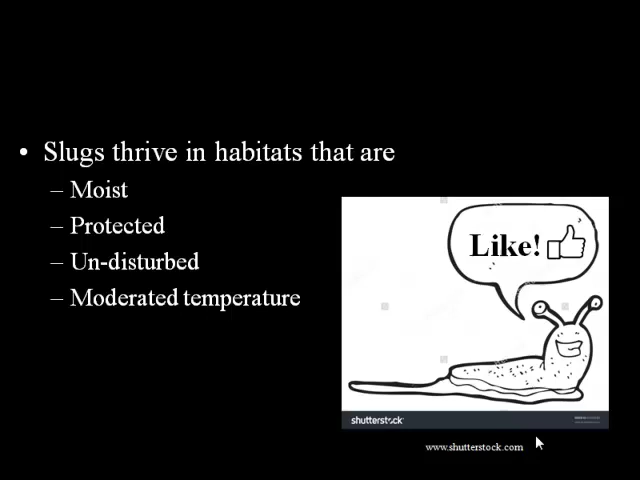 • Slugs thrive in habitats that are
– Moist
– Protected
– Un-disturbed
– Moderated temperature
Like!
shutterstock
www.shutterstock.com